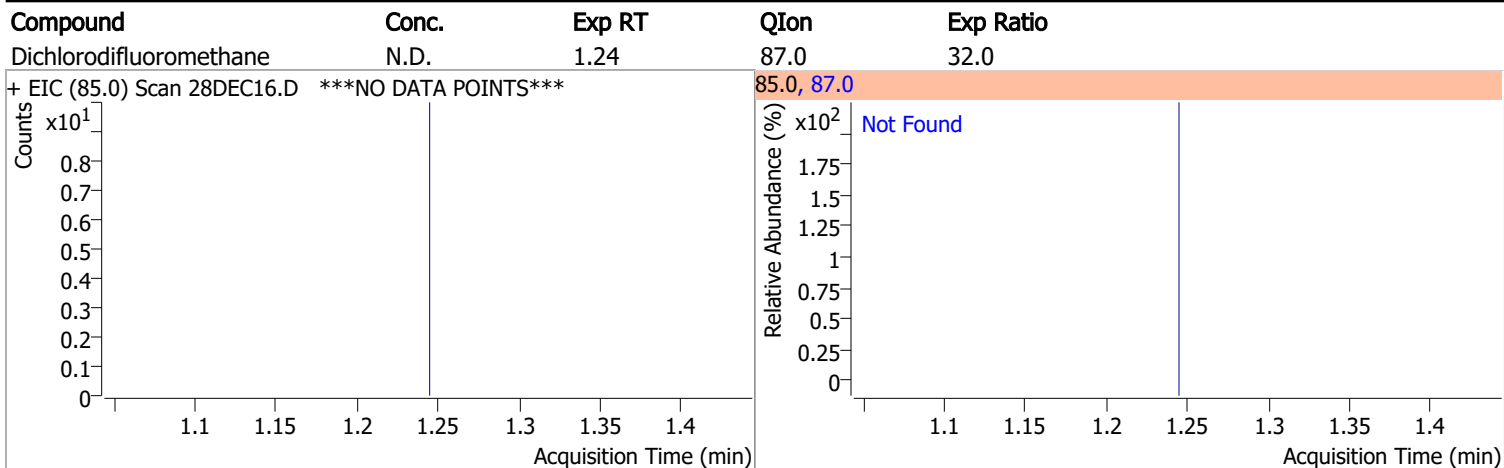 Compound Conc. Exp RT QIon Exp Ratio
Dichlorodifluoromethane N.D. 1.24 87.0 32.0
+ EIC (85.0) Scan 28DEC16.D ***NO DATA POINTS***
Counts
x10¹
0.8
0.7
0.6
0.5
0.4
0.3
0.2
0.1
0
1.1 1.15 1.2 1.25 1.3 1.35 1.4
Acquisition Time (min)
85.0, 87.0
Relative Abundance (%)
x10²
Not Found
1.75
1.5
1.25
1
0.75
0.5
0.25
0
1.1 1.15 1.2 1.25 1.3 1.35 1.4
Acquisition Time (min)